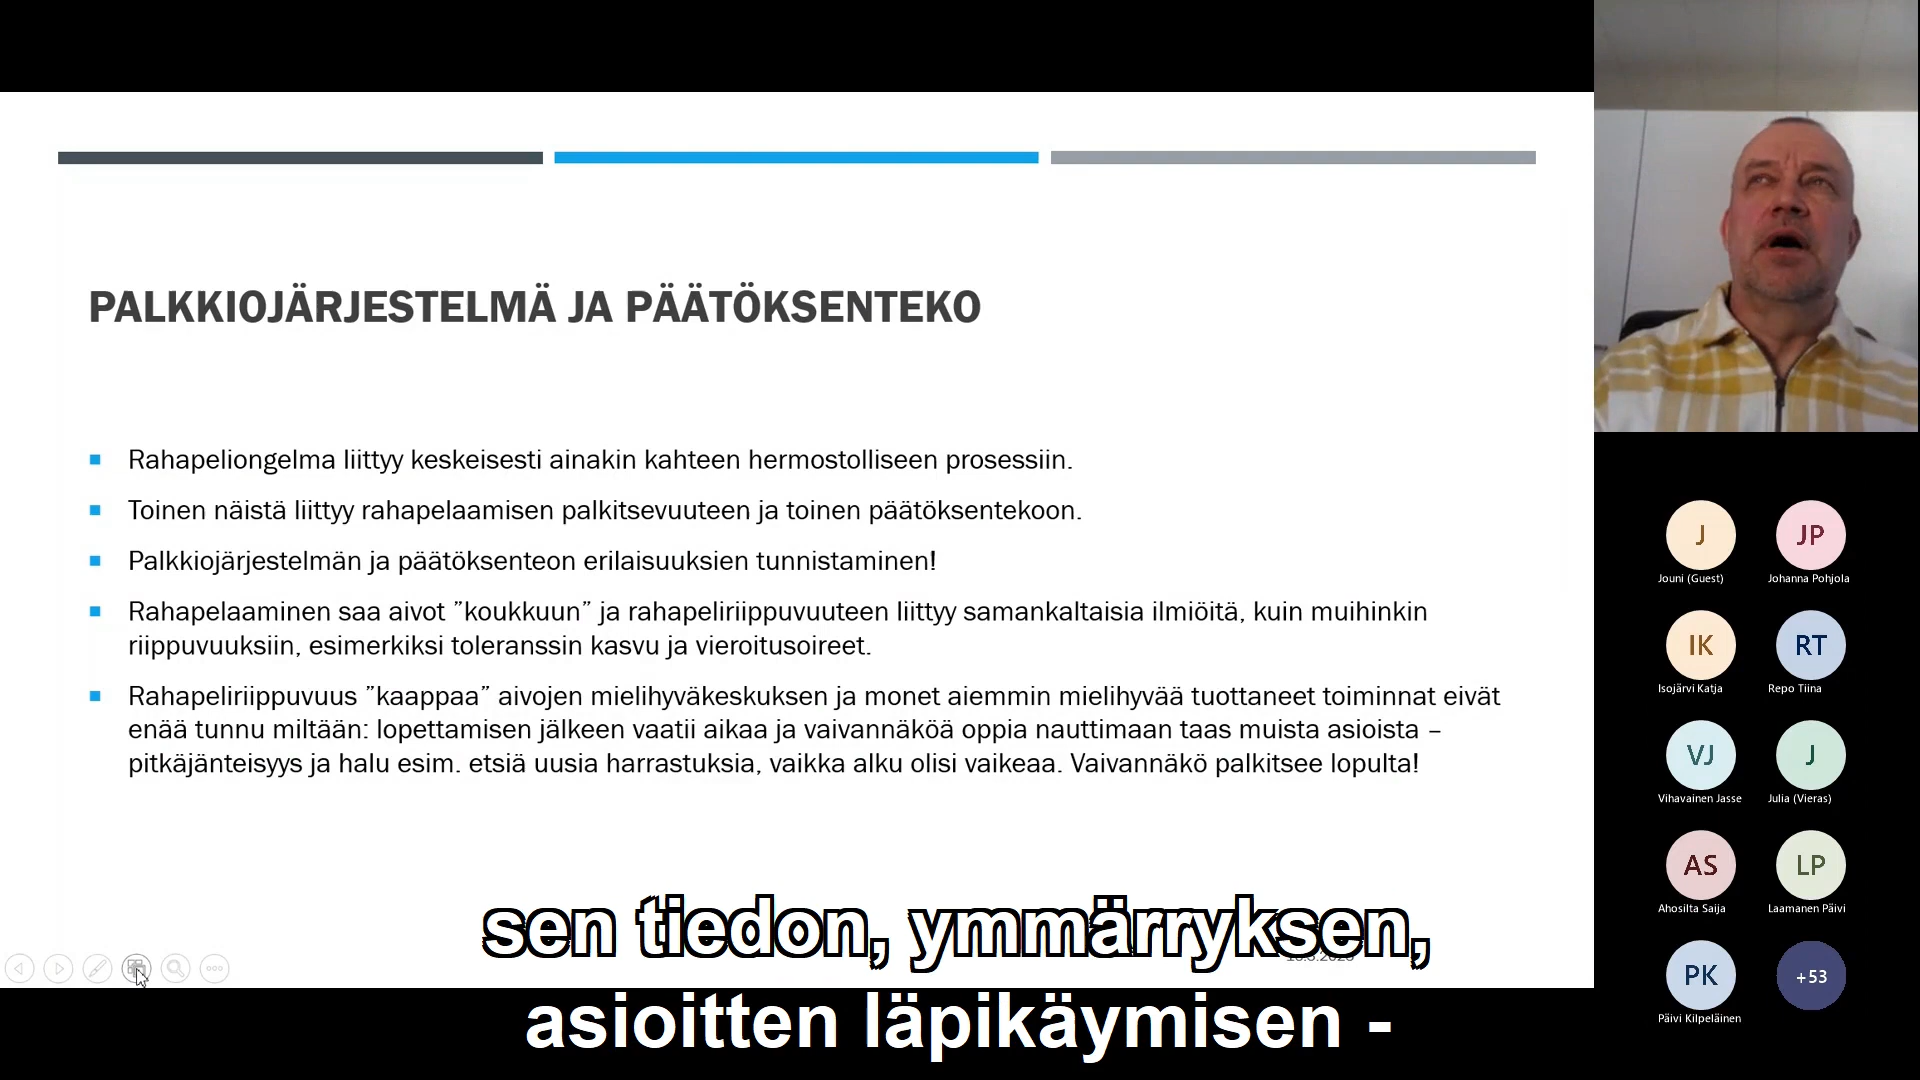 PALKKIOJÄRJESTELMÄ JA PÄÄTÖKSENTEKO
Rahapeliongelma liittyy keskeisesti ainakin kahteen hermostolliseen prosessiin.
Toinen näistä liittyy rahapelaamisen palkitsevuuteen ja toinen päätöksentekoon.
Palkkiojärjestelmän ja päätöksenteon erilaisuuksien tunnistaminen!
Rahapelaaminen saa aivot ”koukkuun” ja rahapeliriippuvuuteen liittyy samankaltaisia ilmiöitä, kuin muihinkin
riippuvuuksiin, esimerkiksi toleranssin kasvu ja vieroitusoireet.
Rahapeliriippuvuus ”kaappaa” aivojen mielihyväkeskuksen ja monet aiemmin mielihyvää tuottaneet toiminnat eivät
enää tunnu miltään: lopettamisen jälkeen vaatii aikaa ja vaivannäköä oppia nauttimaan taas muista asioista –
pitkäjänteisyys ja halu esim. etsiä uusia harrastuksia, vaikka alku olisi vaikeaa. Vaivannäkö palkitsee lopulta!
sen tiedon, ymmärryksen,
asioitten läpikäymisen -
J JP
Jouni (Guest) Johanna Pohjola
IK RT
Isojärvi Katja Repo Tiina
VJ J
Vihavainen Jasse Julia (Vieras)
AS LP
Ahosilta Saija Laamanen Päivi
PK +53
Päivi Kilpeläinen